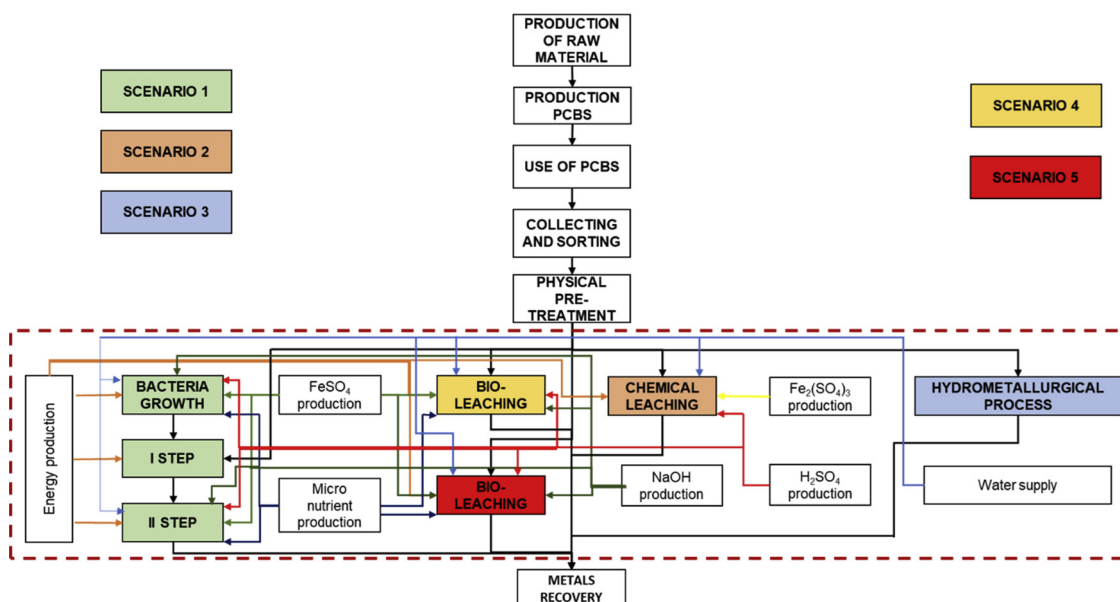 PRODUCTION
OF RAW
MATERIAL
SCENARIO 1
SCENARIO 4
PRODUCTION
PCBS
SCENARIO 2
USE OF PCBS
SCENARIO 5
SCENARIO 3
COLLECTING
AND SORTING
PHYSICAL
PRE-
TREATMENT
Energy production
BACTERIA
GROWTH
FeSO4
production
BIO-
LEACHING
CHEMICAL
LEACHING
Fe2(SO4)3
production
HYDROMETALLURGICAL
PROCESS
I STEP
II STEP
Micro
nutrient
production
BIO-
LEACHING
NaOH
production
H2SO4
production
Water supply
METALS
RECOVERY